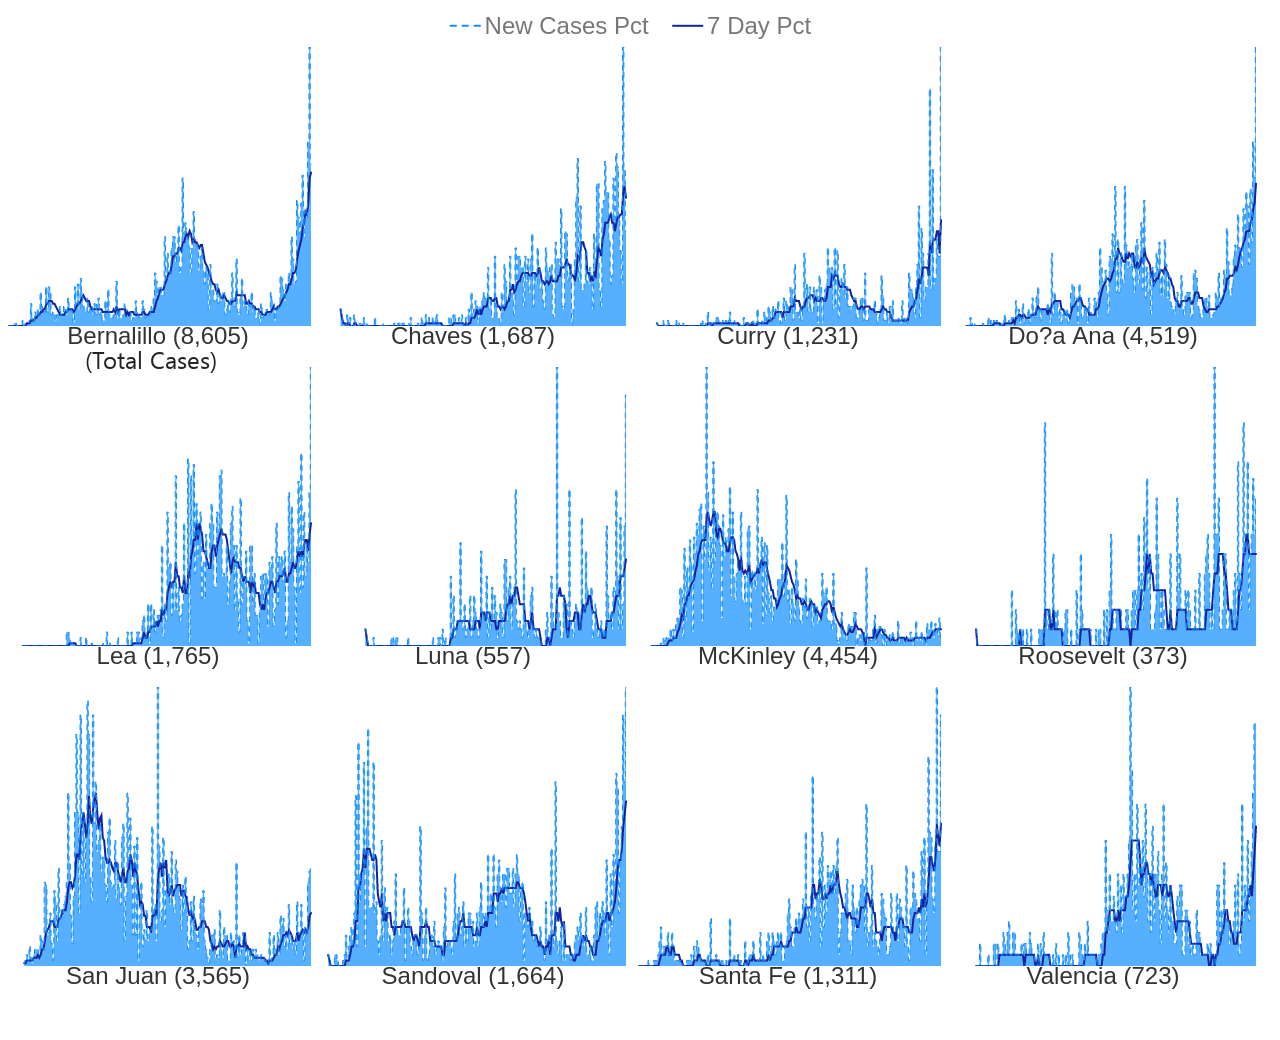 New Cases Pct 7 Day Pct
Bernalillo (8,605)
(Total Cases)
Chaves (1,687)
Curry (1,231)
Do?a Ana (4,519)
Lea (1,765)
Luna (557)
McKinley (4,454)
Roosevelt (373)
San Juan (3,565)
Sandoval (1,664)
Santa Fe (1,311)
Valencia (723)